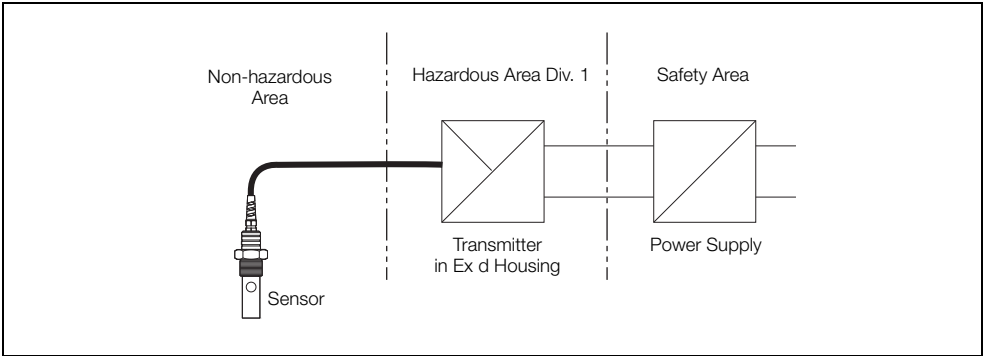 Non-hazardous
Area
Hazardous Area Div. 1
Safety Area
Transmitter
in Ex d Housing
Power Supply
Sensor